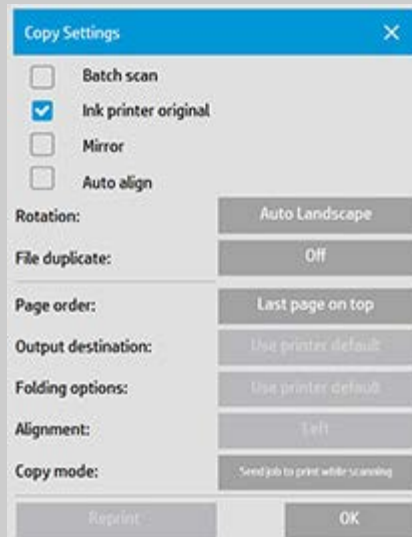 Copy Settings
Batch scan
Ink printer original
Mirror
Auto align
Rotation: Auto Landscape
File duplicate: Off
Page order: Last page on top
Output destination: Use printer default
Folding options: Use printer default
Alignment: Left
Copy mode: Send job to print while scanning
Reprint OK